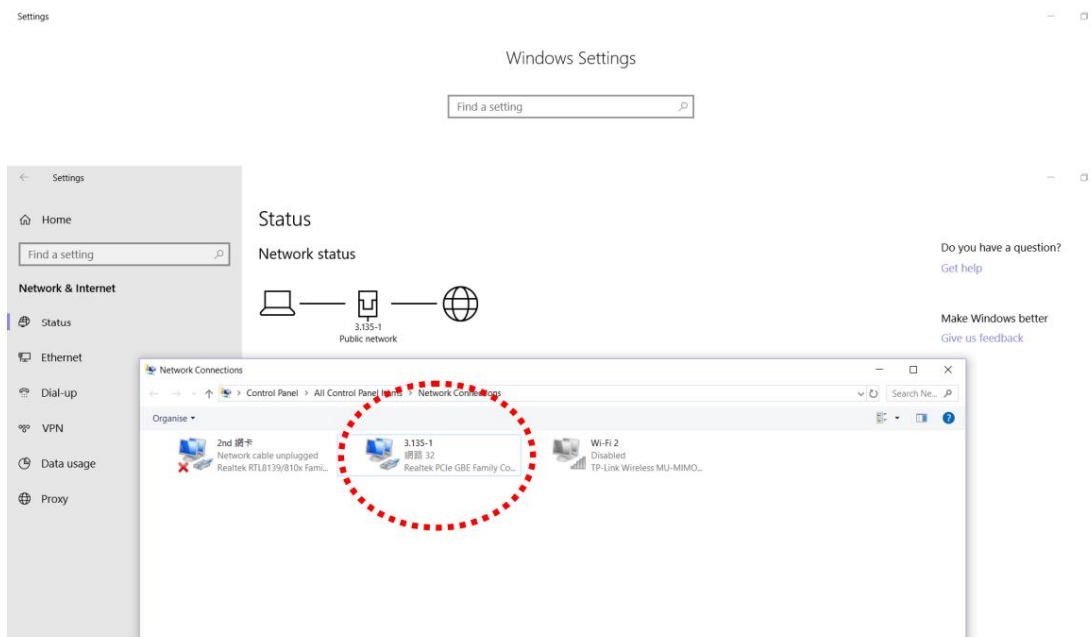 Settings
Windows Settings
Find a setting
Settings
Home
Find a setting
Network & Internet
Status
Ethernet
Dial-up
VPN
Data usage
Proxy
Status
Network status
3.135-1
Public network
Do you have a question?
Get help
Make Windows better
Give us feedback
Network Connections
Control Panel > All Control Panel Items > Network Connections
Search Ne...
Organise
2nd 網卡
Network cable unplugged
Realtek RTL8139/810x Fami...
3.135-1
網路 32
Realtek PCIe GBE Family Co...
Wi-Fi 2
Disabled
TP-Link Wireless MU-MIMO...